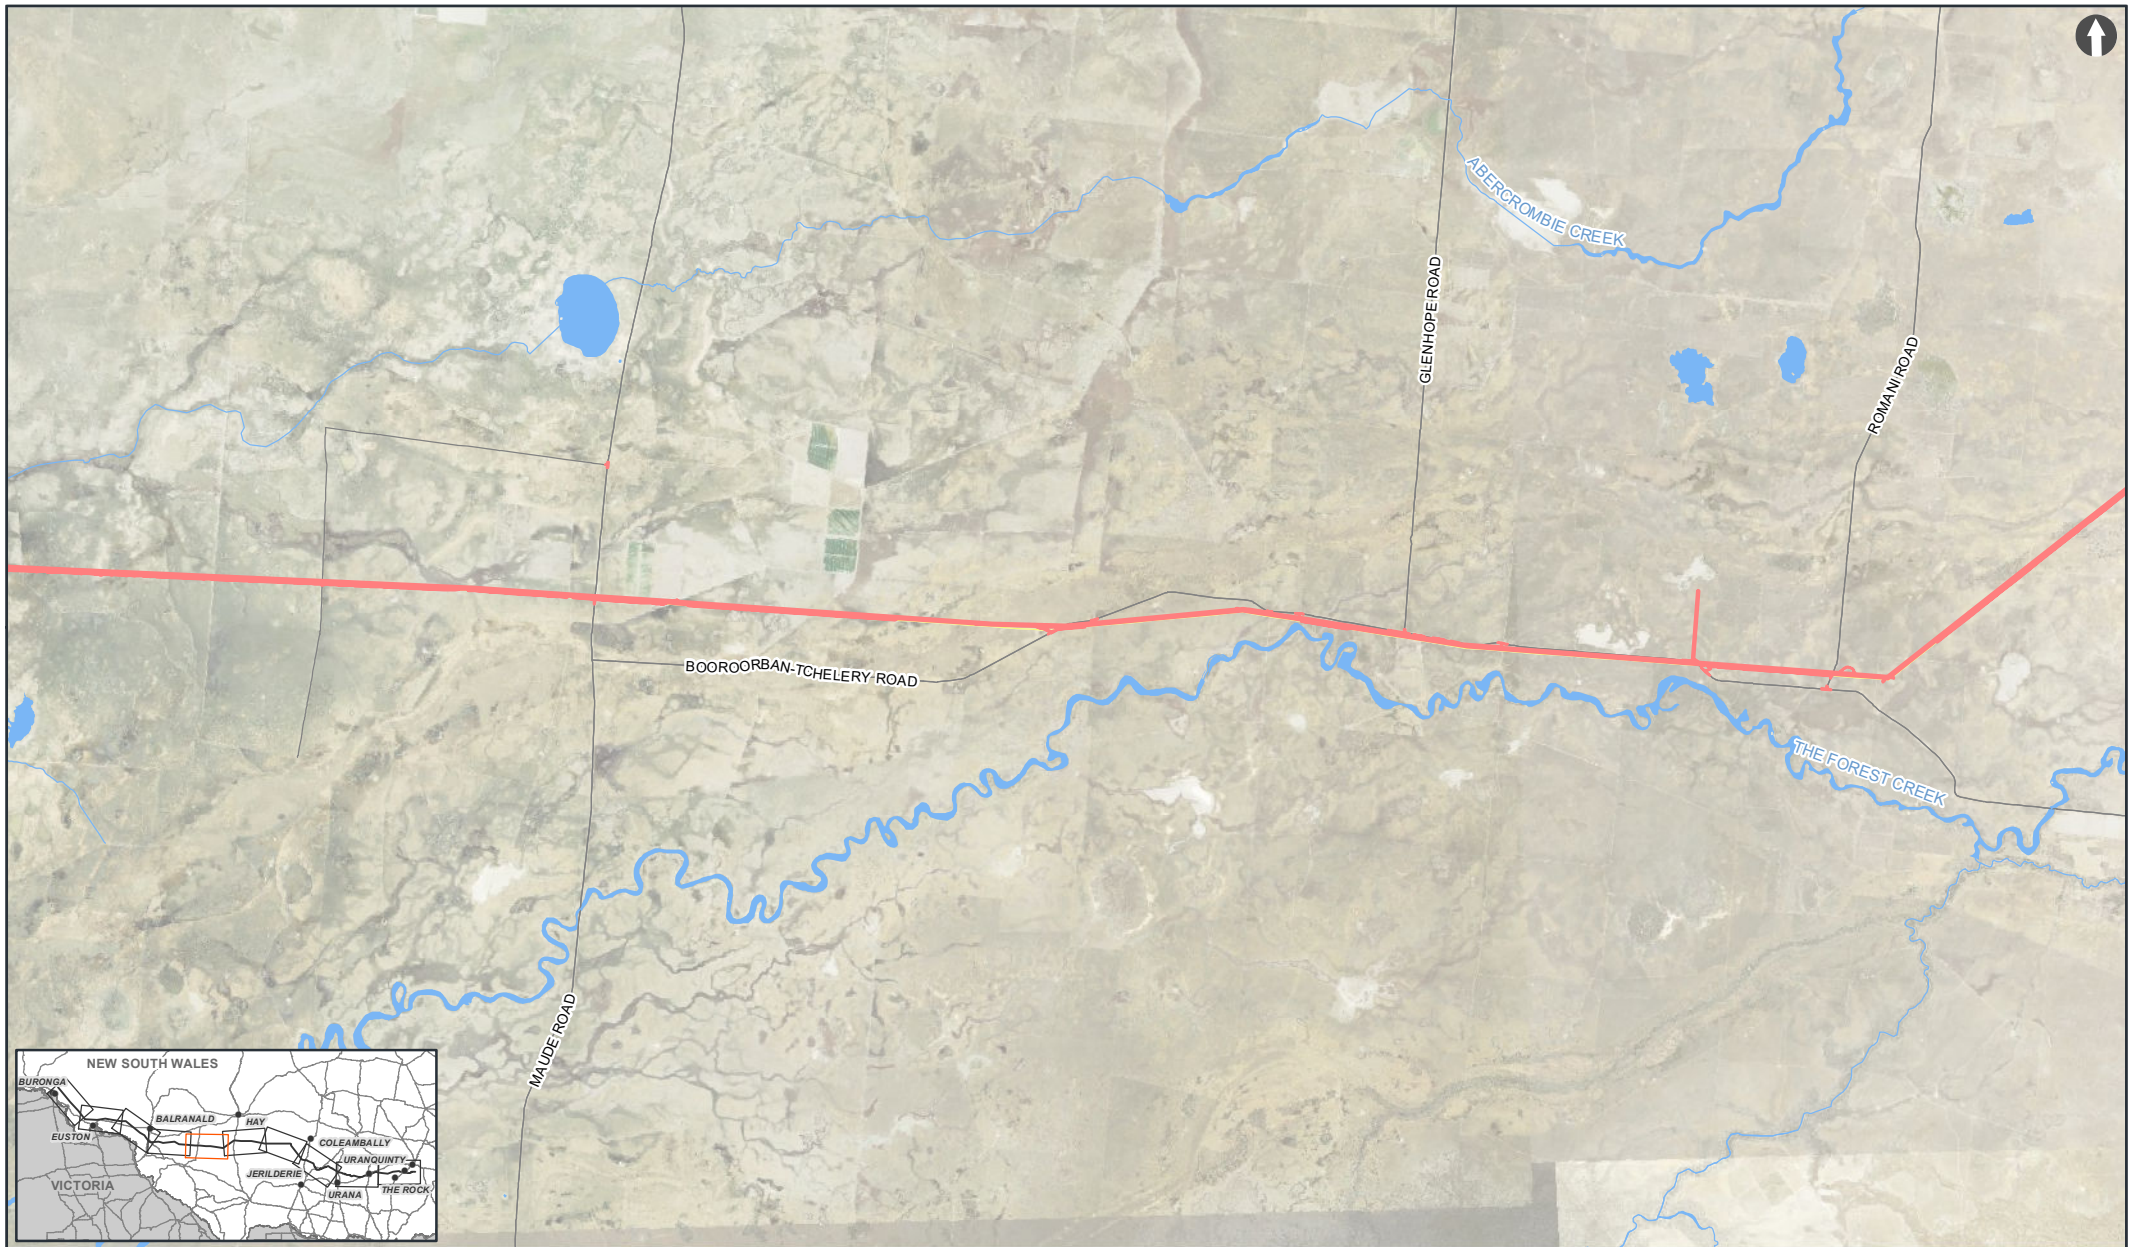 ABERCROMBIE CREEK
GLENHOPE ROAD
ROMANI ROAD
BOOROORBAN-TCHELERY ROAD
THE FOREST CREEK
MAUDE ROAD
NEW SOUTH WALES
BURONGA
BALRANALD
HAY
EUSTON
COLEAMBALLY
URANQUINTY
JERILDERIE
VICTORIA
URANA
THE ROCK